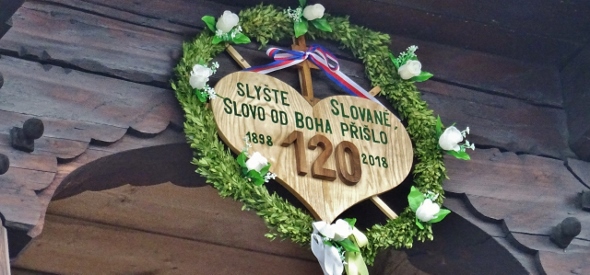 SLYŠTE SLOVANÉ,
SLOVO OD BOHA PŘIŠLO
1898 120 2018